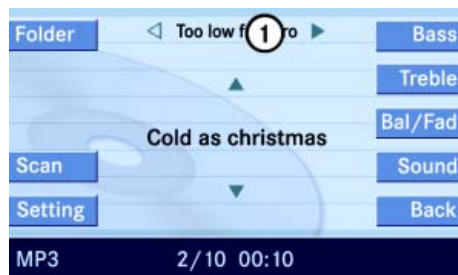 Folder
Too low f 1 ro
Bass
Treble
Bal/Fad
Cold as christmas
Scan
Sound
Setting
Back
MP3 2/10 00:10